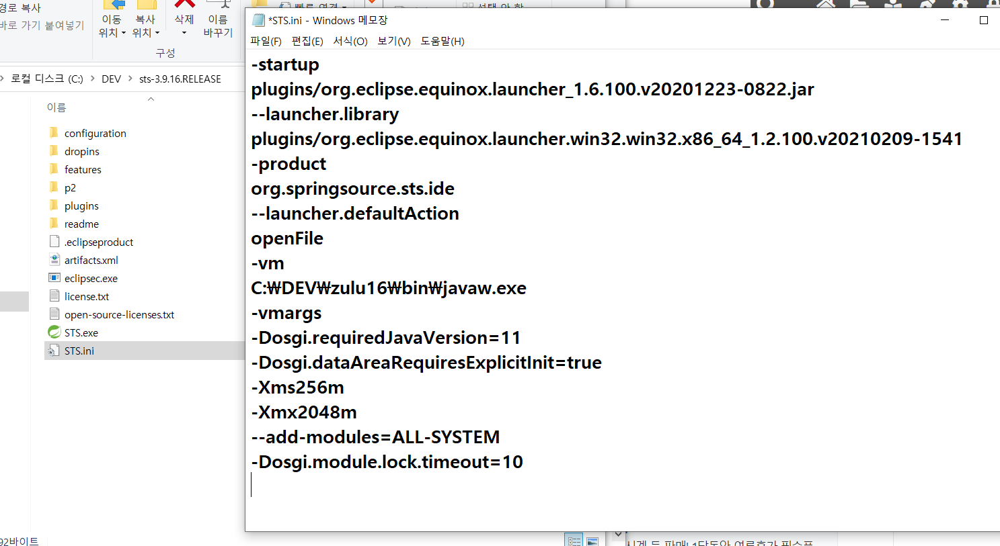 경로 복사
바로 가기 붙여넣기
이동
위치
복사
위치
삭제
이름
바꾸기
구성
로컬 디스크 (C:) DEV sts-3.9.16.RELEASE
이름
configuration
dropins
features
p2
plugins
readme
.eclipseproduct
artifacts.xml
eclipsec.exe
license.txt
open-source-licenses.txt
STS.exe
STS.ini
92바이트
*STS.ini - Windows 메모장
파일(F) 편집(E) 서식(O) 보기(V) 도움말(H)
-startup
plugins/org.eclipse.equinox.launcher_1.6.100.v20201223-0822.jar
--launcher.library
plugins/org.eclipse.equinox.launcher.win32.win32.x86_64_1.2.100.v20210209-1541
-product
org.springsource.sts.ide
--launcher.defaultAction
openFile
-vm
C:₩DEV₩zulu16₩bin₩javaw.exe
-vmargs
-Dosgi.requiredJavaVersion=11
-Dosgi.dataAreaRequiresExplicitInit=true
-Xms256m
-Xmx2048m
--add-modules=ALL-SYSTEM
-Dosgi.module.lock.timeout=10